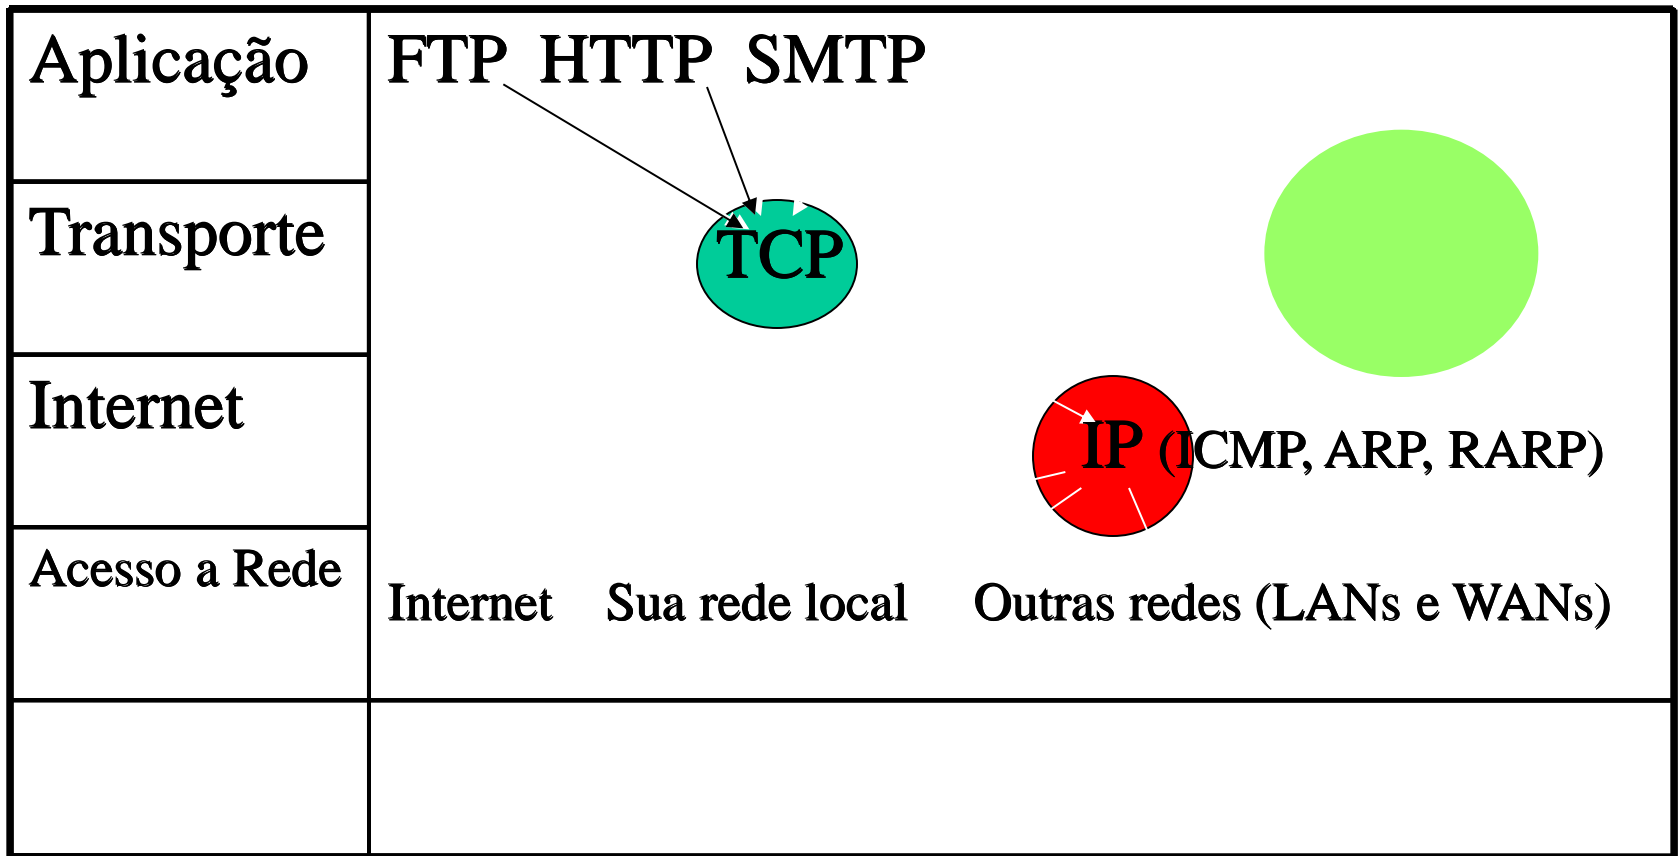 Aplicação
FTP HTTP SMTP
Transporte
TCP
Internet
IP (ICMP, ARP, RARP)
Acesso a Rede
Internet Sua rede local Outras redes (LANs e WANs)